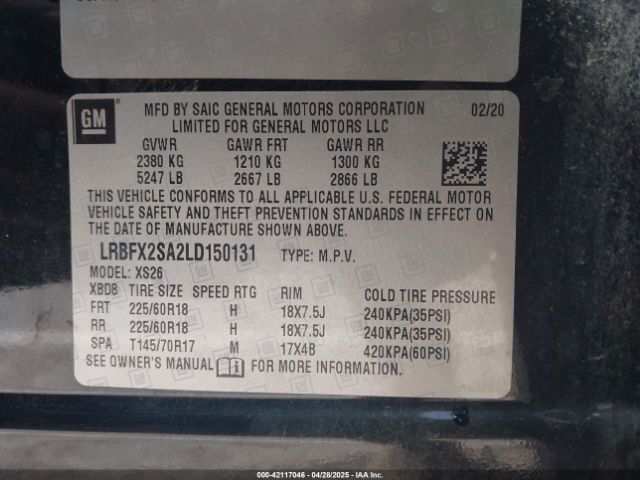 GM
MFD BY SAIC GENERAL MOTORS CORPORATION 02/20
LIMITED FOR GENERAL MOTORS LLC
GVWR GAWR FRT GAWR RR
2380 KG 1210 KG 1300 KG
5247 LB 2667 LB 2866 LB
THIS VEHICLE CONFORMS TO ALL APPLICABLE U.S. FEDERAL MOTOR
VEHICLE SAFETY AND THEFT PREVENTION STANDARDS IN EFFECT ON
THE DATE OF MANUFACTURE SHOWN ABOVE.
LRBFX2SA2LD150131 TYPE: M.P.V.
MODEL: XS26
XBD8 TIRE SIZE SPEED RTG RIM COLD TIRE PRESSURE
FRT 225/60R18 H 18X7.5J 240KPA(35PSI)
RR 225/60R18 H 18X7.5J 240KPA(35PSI)
SPA T145/70R17 M 17X4B 420KPA(60PSI)
SEE OWNER'S MANUAL FOR MORE INFORMATION
000-42117046 - 04/28/2025 - IAAI.com